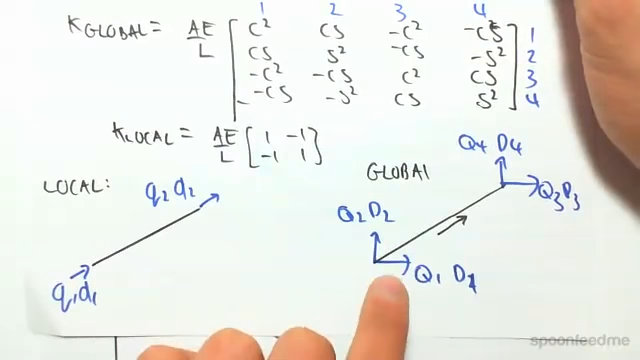 1 2 3 4
KGLOBAL = AE/L [ C² CS -C² -CS ] 1
[ CS S² -CS -S² ] 2
[ -C² -CS C² CS ] 3
[ -CS -S² CS S² ] 4
KLOCAL = AE/L [ 1 -1 ]
[ -1 1 ]
LOCAL:
q2 d2
q1 d1
GLOBAL
Q4 D4
Q3 D3
Q2 D2
Q1 D1
spoonfeedme